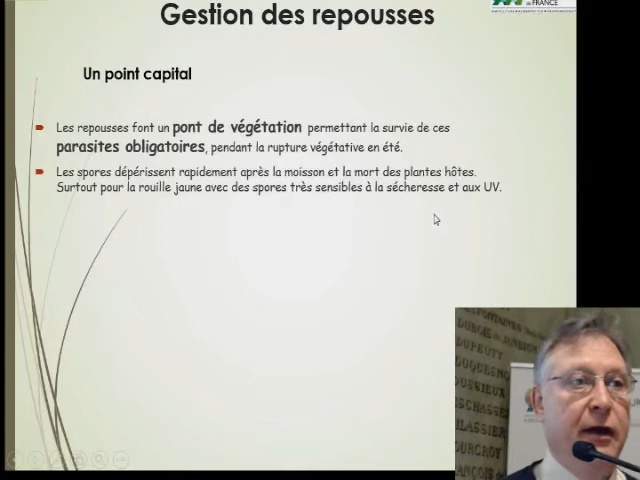 de FRANCE
Gestion des repousses
Un point capital
Les repousses font un pont de végétation permettant la survie de ces
parasites obligatoires, pendant la rupture végétative en été.
Les spores dépérissent rapidement après la moisson et la mort des plantes hôtes.
Surtout pour la rouille jaune avec des spores très sensibles à la sécheresse et aux UV.
DUPEUTY